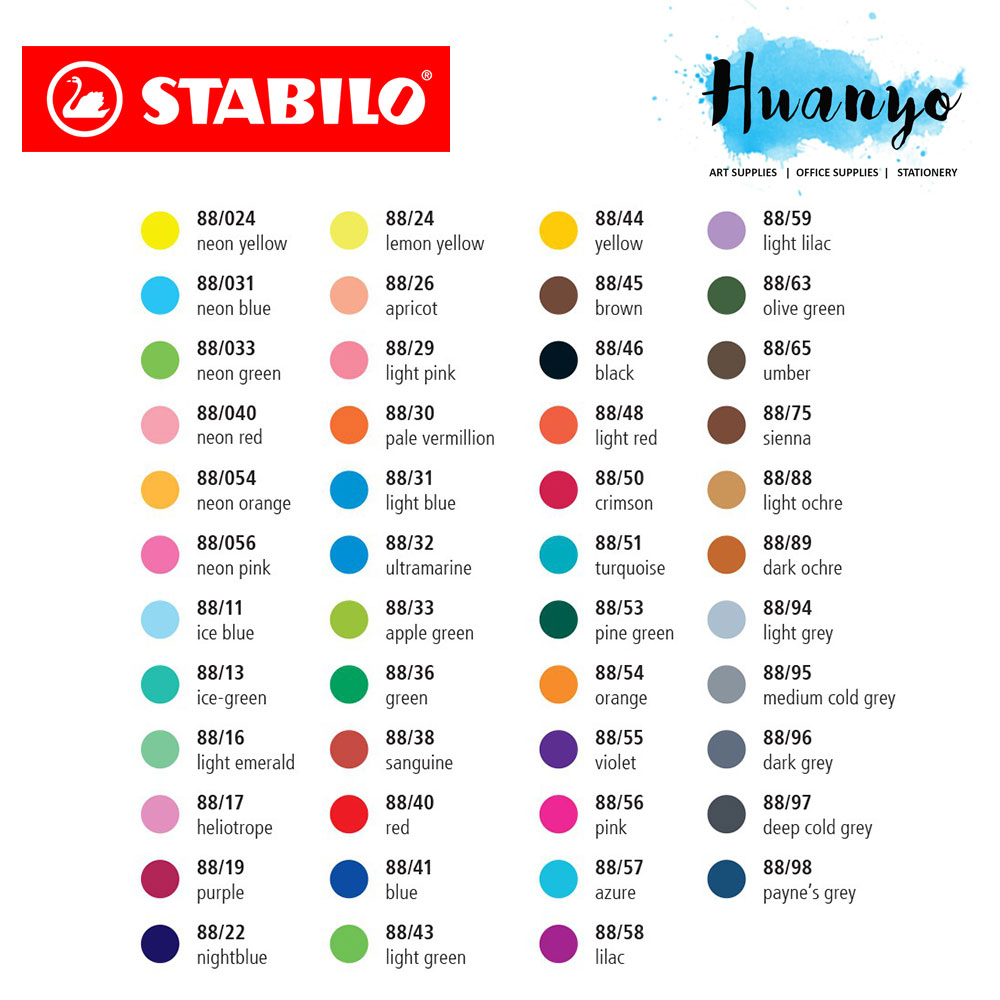 STABILO®
Huanyo
ART SUPPLIES | OFFICE SUPPLIES | STATIONERY
88/024
neon yellow
88/031
neon blue
88/033
neon green
88/040
neon red
88/054
neon orange
88/056
neon pink
88/11
ice blue
88/13
ice-green
88/16
light emerald
88/17
heliotrope
88/19
purple
88/22
nightblue
88/24
lemon yellow
88/26
apricot
88/29
light pink
88/30
pale vermillion
88/31
light blue
88/32
ultramarine
88/33
apple green
88/36
green
88/38
sanguine
88/40
red
88/41
blue
88/43
light green
88/44
yellow
88/45
brown
88/46
black
88/48
light red
88/50
crimson
88/51
turquoise
88/53
pine green
88/54
orange
88/55
violet
88/56
pink
88/57
azure
88/58
lilac
88/59
light lilac
88/63
olive green
88/65
umber
88/75
sienna
88/88
light ochre
88/89
dark ochre
88/94
light grey
88/95
medium cold grey
88/96
dark grey
88/97
deep cold grey
88/98
payne's grey